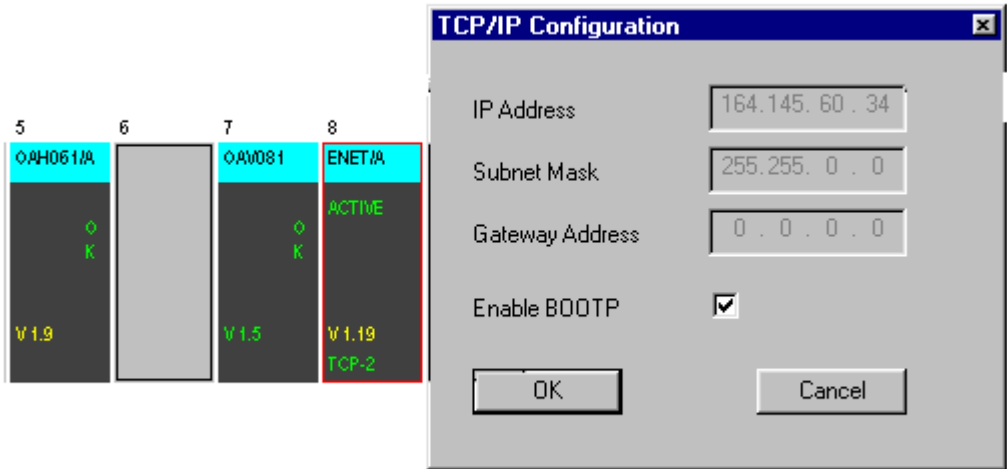 TCP/IP Configuration
IP Address 164.145. 60 . 34
Subnet Mask 255.255. 0 . 0
Gateway Address 0 . 0 . 0 . 0
Enable BOOTP
OK Cancel
5 6 7 8
OAH061/A OAV081 ENET/A
ACTIVE
O O
K K
V 1.9 V 1.5 V 1.19
TCP-2